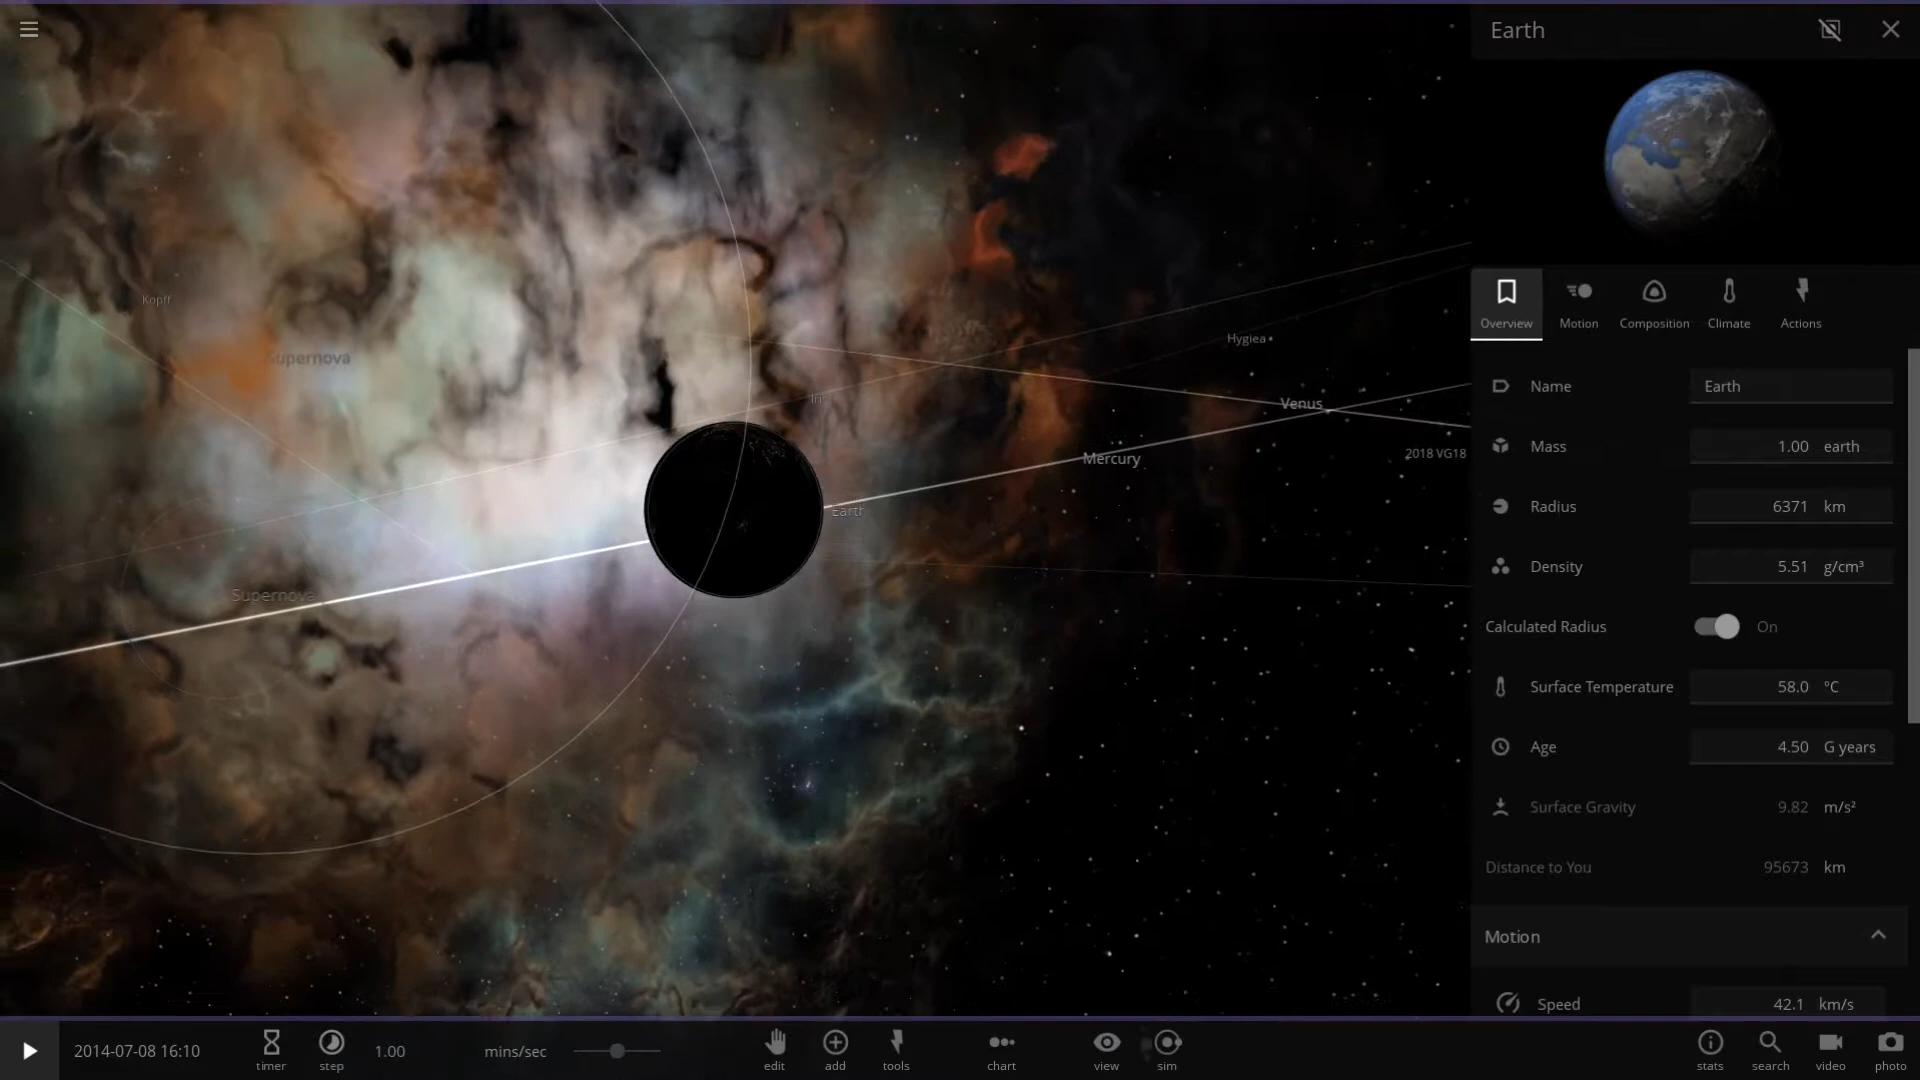 Earth
Kopff
Supernova
Hygiea
Iris
Venus
Mercury
2018 VG18
Earth
Supernova
Overview
Motion
Composition
Climate
Actions
Name Earth
Mass 1.00 earth
Radius 6371 km
Density 5.51 g/cm³
Calculated Radius On
Surface Temperature 58.0 °C
Age 4.50 G years
Surface Gravity 9.82 m/s²
Distance to You 95673 km
Motion
Speed 42.1 km/s
2014-07-08 16:10
timer
step
1.00 mins/sec
edit
add
tools
chart
view
sim
stats
search
video
photo